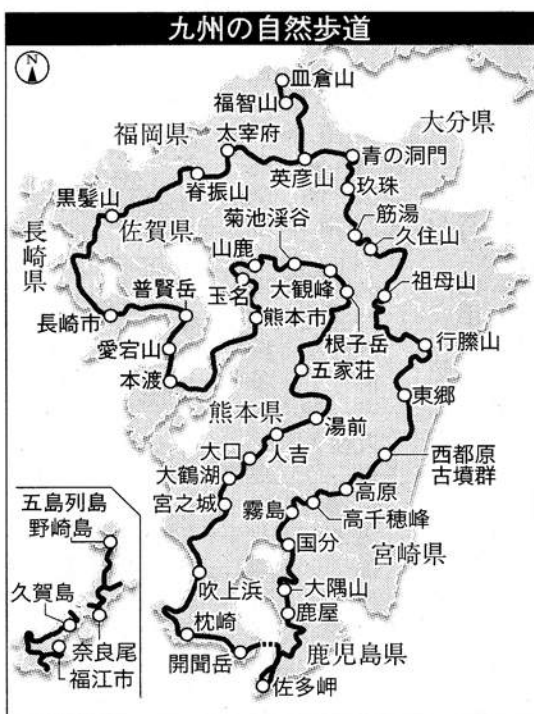 九州の自然歩道
N
皿倉山
福智山
大分県
福岡県
太宰府
青の洞門
英彦山
脊振山
玖珠
黒髪山
菊池渓谷
筋湯
佐賀県
久住山
長崎県
山鹿
普賢岳
大観峰
祖母山
玉名
長崎市
熊本市
根子岳
行縢山
愛宕山
五家荘
本渡
東郷
熊本県
湯前
大口
人吉
西都原
古墳群
大鶴湖
宮之城
高原
五島列島
霧島
高千穂峰
野崎島
国分
宮崎県
吹上浜
大隅山
久賀島
鹿屋
枕崎
奈良尾
開聞岳
鹿児島県
福江市
佐多岬